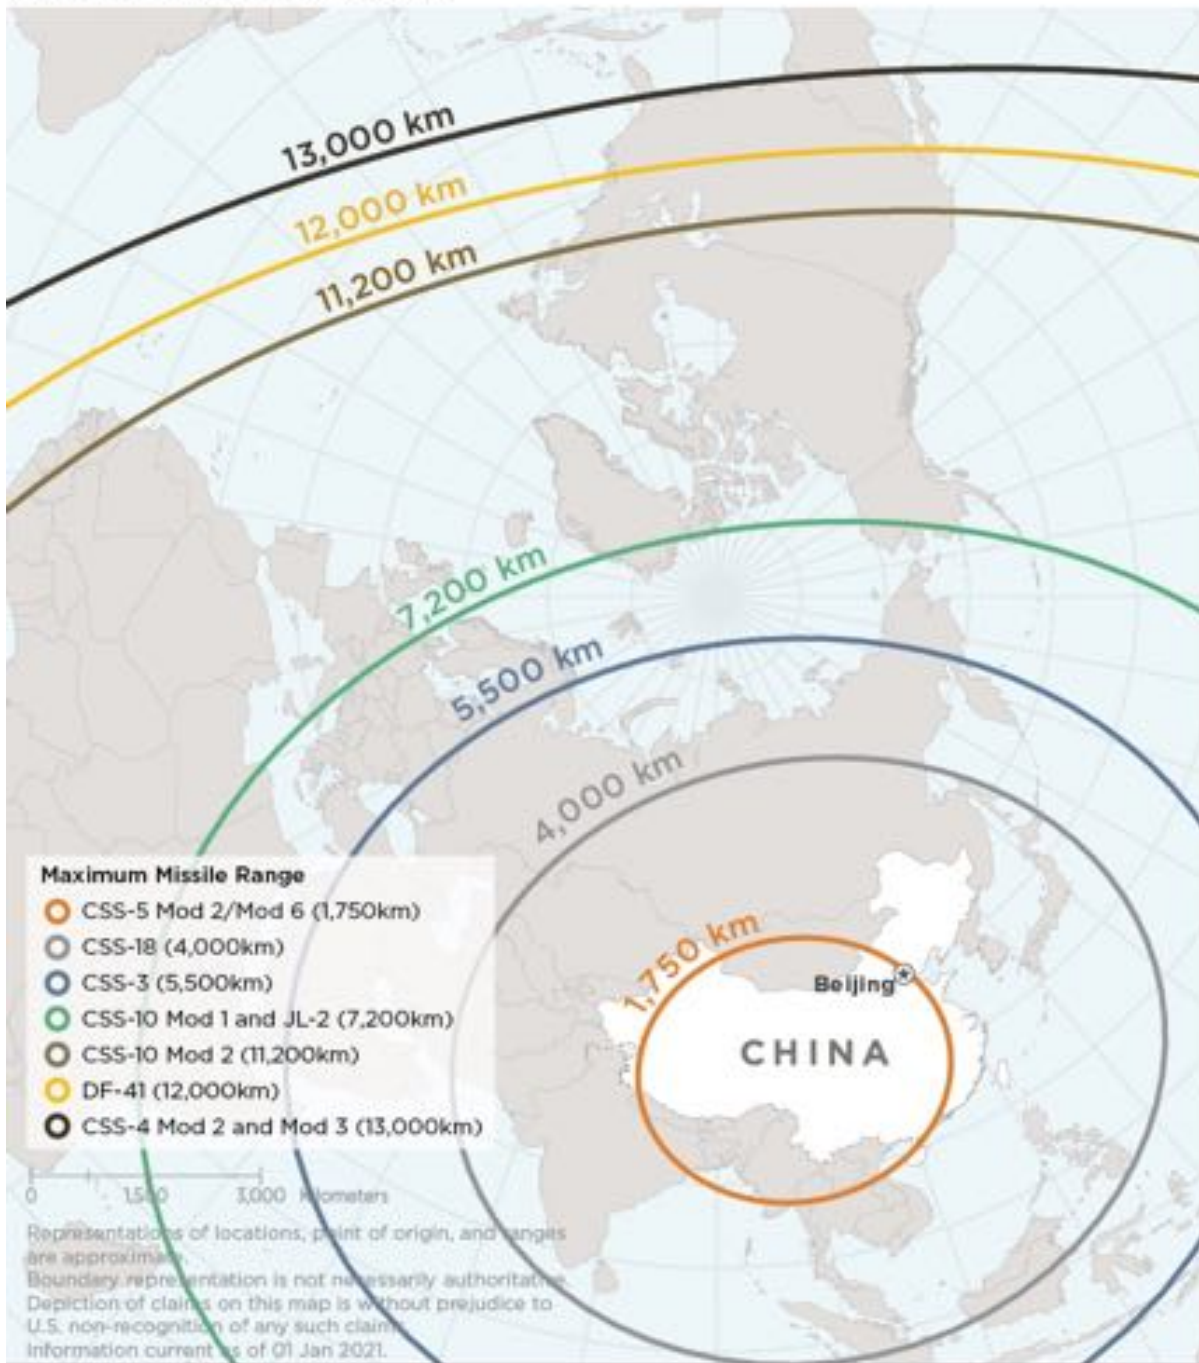 13,000 km
12,000 km
11,200 km
7,200 km
5,500 km
4,000 km
1,750 km
Beijing
CHINA
Maximum Missile Range
CSS-5 Mod 2/Mod 6 (1,750km)
CSS-18 (4,000km)
CSS-3 (5,500km)
CSS-10 Mod 1 and JL-2 (7,200km)
CSS-10 Mod 2 (11,200km)
DF-41 (12,000km)
CSS-4 Mod 2 and Mod 3 (13,000km)
0 1,500 3,000 Kilometers
Representations of locations, point of origin, and ranges
are approximate.
Boundary representation is not necessarily authoritative.
Depiction of claims on this map is without prejudice to
U.S. non-recognition of any such claims.
Information current as of 01 Jan 2021.